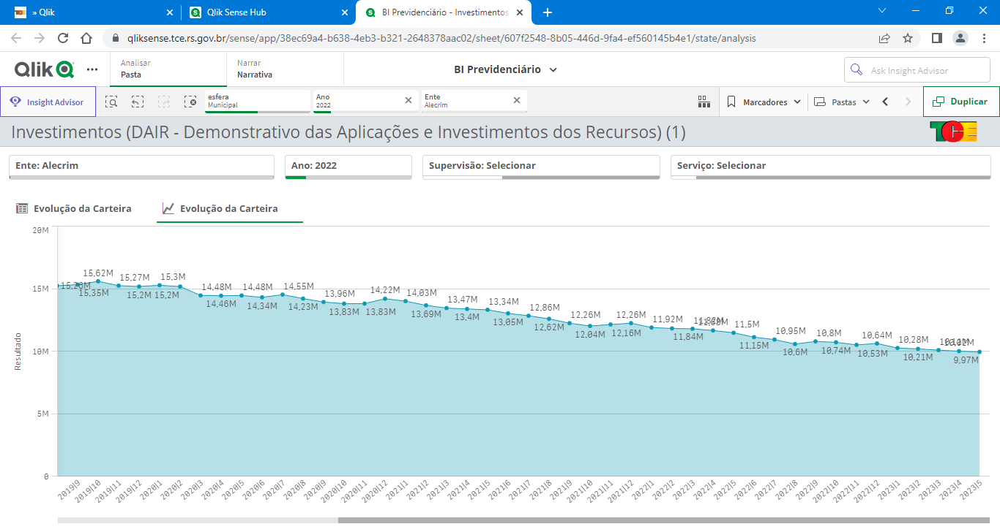 » Qlik
Qlik Sense Hub
BI Previdenciário - Investimentos
qliksense.tce.rs.gov.br/sense/app/38ec69a4-b638-4eb3-b321-2648378aac02/sheet/607f2548-8b05-446d-9fa4-ef560145b4e1/state/analysis
Qlik
Analisar
Pasta
Narrar
Narrativa
BI Previdenciário
Ask Insight Advisor
Insight Advisor
esfera
Municipal
Ano
2022
Ente
Alecrim
Marcadores
Pastas
Duplicar
Investimentos (DAIR - Demonstrativo das Aplicações e Investimentos dos Recursos) (1)
TCE
Ente: Alecrim
Ano: 2022
Supervisão: Selecionar
Serviço: Selecionar
Evolução da Carteira
Evolução da Carteira
Resultado
20M
15M
10M
5M
0
15,35M
15,62M
15,27M
15,2M
15,3M
15,2M
14,48M
14,46M
14,48M
14,34M
14,55M
14,23M
13,96M
13,83M
13,83M
14,22M
14,03M
13,69M
13,47M
13,4M
13,34M
13,05M
12,86M
12,62M
12,26M
12,04M
12,16M
12,26M
11,92M
11,84M
11,5M
11,15M
10,95M
10,6M
10,8M
10,74M
10,53M
10,64M
10,28M
10,21M
9,97M
2019|9
2019|10
2019|11
2019|12
2020|1
2020|2
2020|3
2020|4
2020|5
2020|6
2020|7
2020|8
2020|9
2020|10
2020|11
2020|12
2021|1
2021|2
2021|3
2021|4
2021|5
2021|6
2021|7
2021|8
2021|9
2021|10
2021|11
2021|12
2022|1
2022|2
2022|3
2022|4
2022|5
2022|6
2022|7
2022|8
2022|9
2022|10
2022|11
2022|12
2023|1
2023|2
2023|3
2023|4
2023|5